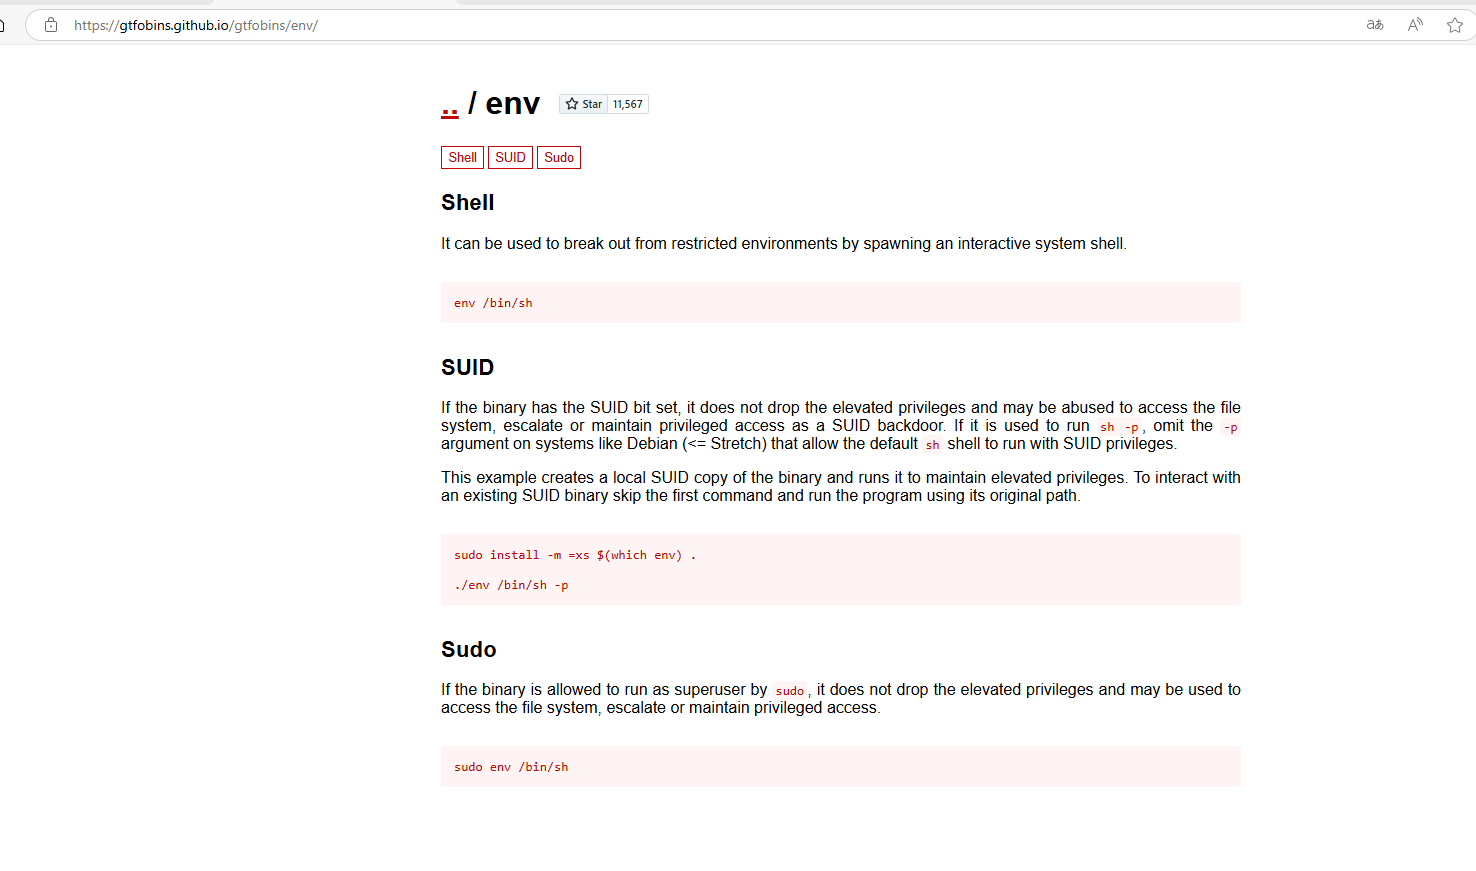 https://gtfobins.github.io/gtfobins/env/
.. / env Star 11,567
Shell SUID Sudo
Shell
It can be used to break out from restricted environments by spawning an interactive system shell.
env /bin/sh
SUID
If the binary has the SUID bit set, it does not drop the elevated privileges and may be abused to access the file
system, escalate or maintain privileged access as a SUID backdoor. If it is used to run sh -p, omit the -p
argument on systems like Debian (<= Stretch) that allow the default sh shell to run with SUID privileges.
This example creates a local SUID copy of the binary and runs it to maintain elevated privileges. To interact with
an existing SUID binary skip the first command and run the program using its original path.
sudo install -m =xs $(which env) .
./env /bin/sh -p
Sudo
If the binary is allowed to run as superuser by sudo, it does not drop the elevated privileges and may be used to
access the file system, escalate or maintain privileged access.
sudo env /bin/sh